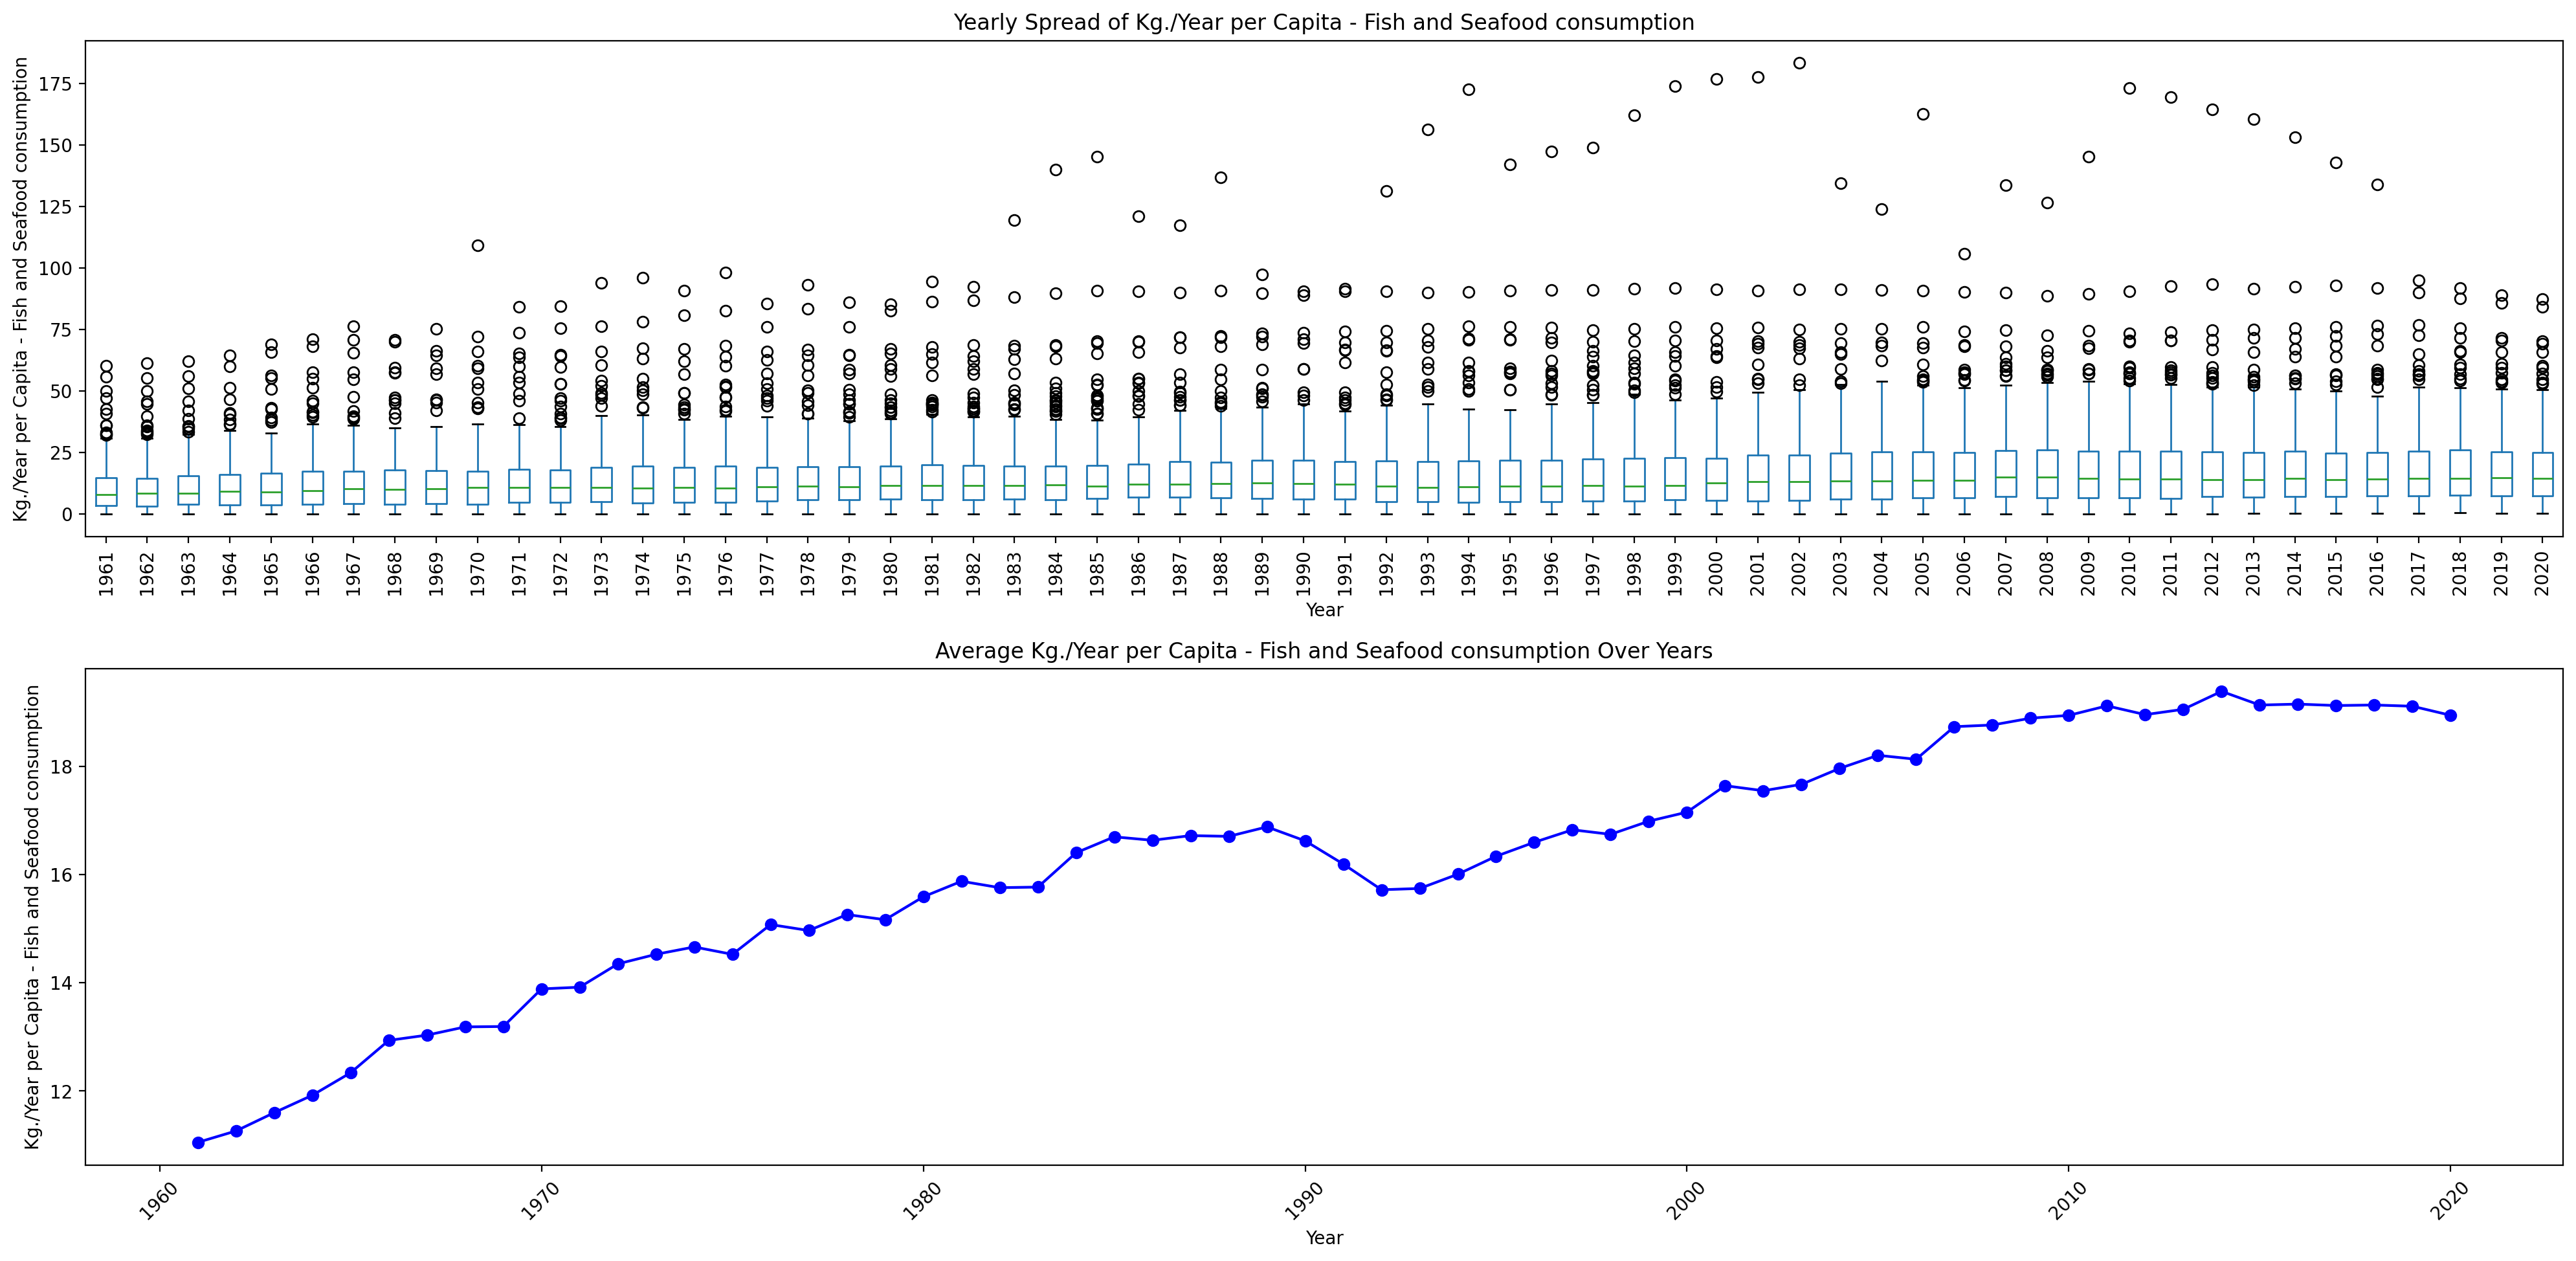 Yearly Spread of Kg./Year per Capita - Fish and Seafood consumption
Kg./Year per Capita - Fish and Seafood consumption
175
150
125
100
75
50
25
0
1961 1962 1963 1964 1965 1966 1967 1968 1969 1970 1971 1972 1973 1974 1975 1976 1977 1978 1979 1980 1981 1982 1983 1984 1985 1986 1987 1988 1989 1990 1991 1992 1993 1994 1995 1996 1997 1998 1999 2000 2001 2002 2003 2004 2005 2006 2007 2008 2009 2010 2011 2012 2013 2014 2015 2016 2017 2018 2019 2020
Year
Average Kg./Year per Capita - Fish and Seafood consumption Over Years
Kg./Year per Capita - Fish and Seafood consumption
18
16
14
12
1960 1970 1980 1990 2000 2010 2020
Year